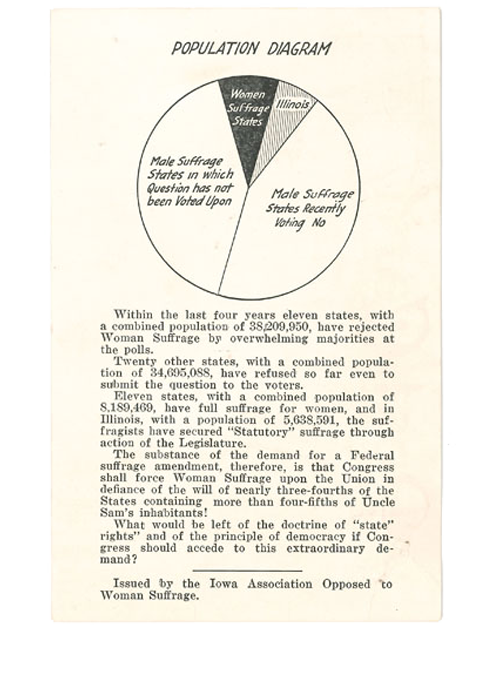 POPULATION DIAGRAM
Women
Suffrage
States
Illinois
Male Suffrage
States in which
Question has not
been Voted Upon
Male Suffrage
States Recently
Voting No
Within the last four years eleven states, with
a combined population of 38,209,950, have rejected
Woman Suffrage by overwhelming majorities at
the polls.
Twenty other states, with a combined popula-
tion of 34,695,088, have refused so far even to
submit the question to the voters.
Eleven states, with a combined population of
8,189,469, have full suffrage for women, and in
Illinois, with a population of 5,638,591, the suf-
fragists have secured "Statutory" suffrage through
action of the Legislature.
The substance of the demand for a Federal
suffrage amendment, therefore, is that Congress
shall force Woman Suffrage upon the Union in
defiance of the will of nearly three-fourths of the
States containing more than four-fifths of Uncle
Sam's inhabitants!
What would be left of the doctrine of "state"
rights" and of the principle of democracy if Con-
gress should accede to this extraordinary de-
mand?
Issued by the Iowa Association Opposed to
Woman Suffrage.